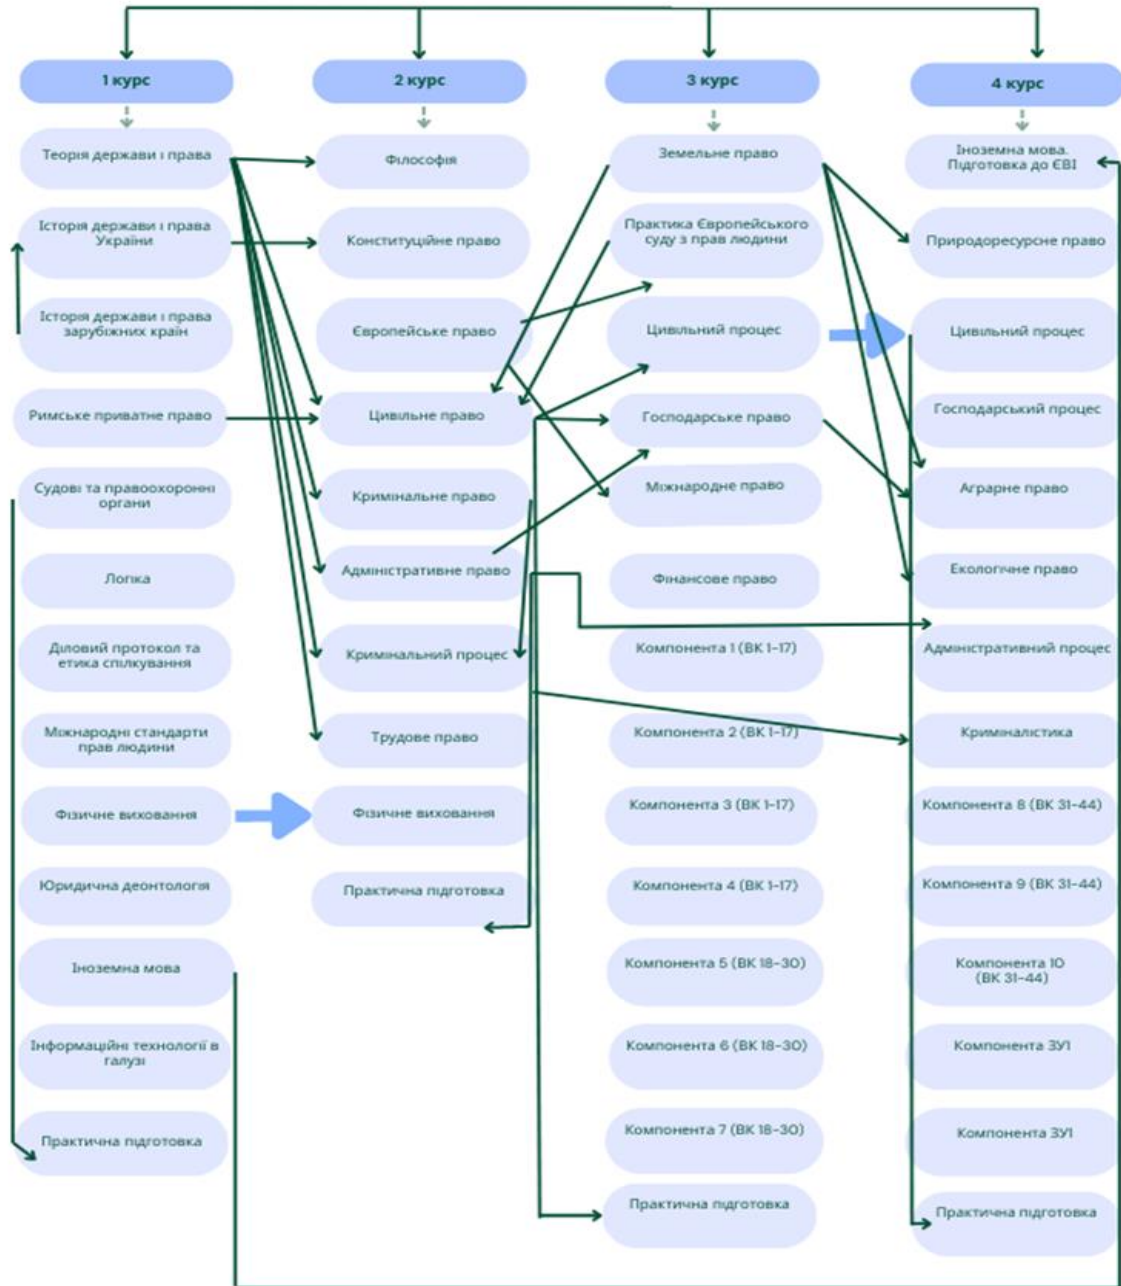 1 курс
Теорія держави і права
Історія держави і права
України
Історія держави і права
зарубіжних країн
Римське приватне право
Судові та правоохоронні
органи
Логіка
Діловий протокол та
етика спілкування
Міжнародні стандарти
прав людини
Фізичне виховання
Юридична деонтологія
Іноземна мова
Інформаційні технології в
галузі
Практична підготовка
2 курс
Філософія
Конституційне право
Європейське право
Цивільне право
Кримінальне право
Адміністративне право
Кримінальний процес
Трудове право
Фізичне виховання
Практична підготовка
3 курс
Земельне право
Практика Європейського
суду з прав людини
Цивільний процес
Господарське право
Міжнародне право
Фінансове право
Компонента 1 (ВК 1-17)
Компонента 2 (ВК 1-17)
Компонента 3 (ВК 1-17)
Компонента 4 (ВК 1-17)
Компонента 5 (ВК 18-30)
Компонента 6 (ВК 18-30)
Компонента 7 (ВК 18-30)
Практична підготовка
4 курс
Іноземна мова.
Підготовка до ЄВІ
Природоресурсне право
Цивільний процес
Господарський процес
Аграрне право
Екологічне право
Адміністративний процес
Криміналістика
Компонента 8 (ВК 31-44)
Компонента 9 (ВК 31-44)
Компонента 10
(ВК 31-44)
Компонента ЗУ1
Компонента ЗУ1
Практична підготовка